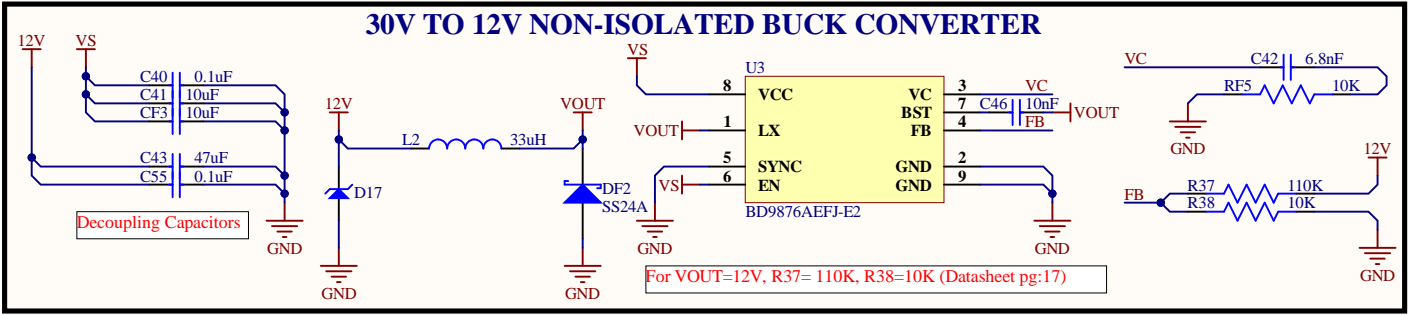 30V TO 12V NON-ISOLATED BUCK CONVERTER
12V
VS
C40 0.1uF
C41 10uF
CF3 10uF
C43 47uF
C55 0.1uF
Decoupling Capacitors
GND
12V
L2 33uH
VOUT
D17
DF2
SS24A
GND
GND
VS
U3
8 VCC
1 LX
5 SYNC
6 EN
VC 3
BST 7
FB 4
GND 2
GND 9
VOUT
VS
VC
C46 10nF
VOUT
FB
BD9876AEFJ-E2
GND
GND
For VOUT=12V, R37= 110K, R38=10K (Datasheet pg:17)
VC
C42 6.8nF
RF5 10K
GND
12V
FB
R37 110K
R38 10K
GND